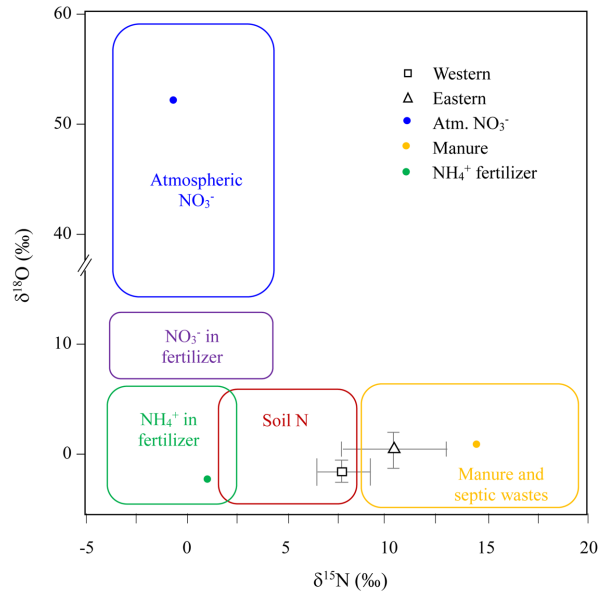 60
50
40
10
0
δ¹⁸O (‰)
Western
Eastern
Atm. NO₃⁻
Manure
NH₄⁺ fertilizer
Atmospheric
NO₃⁻
NO₃⁻ in
fertilizer
NH₄⁺ in
fertilizer
Soil N
Manure and
septic wastes
-5 0 5 10 15 20
δ¹⁵N (‰)